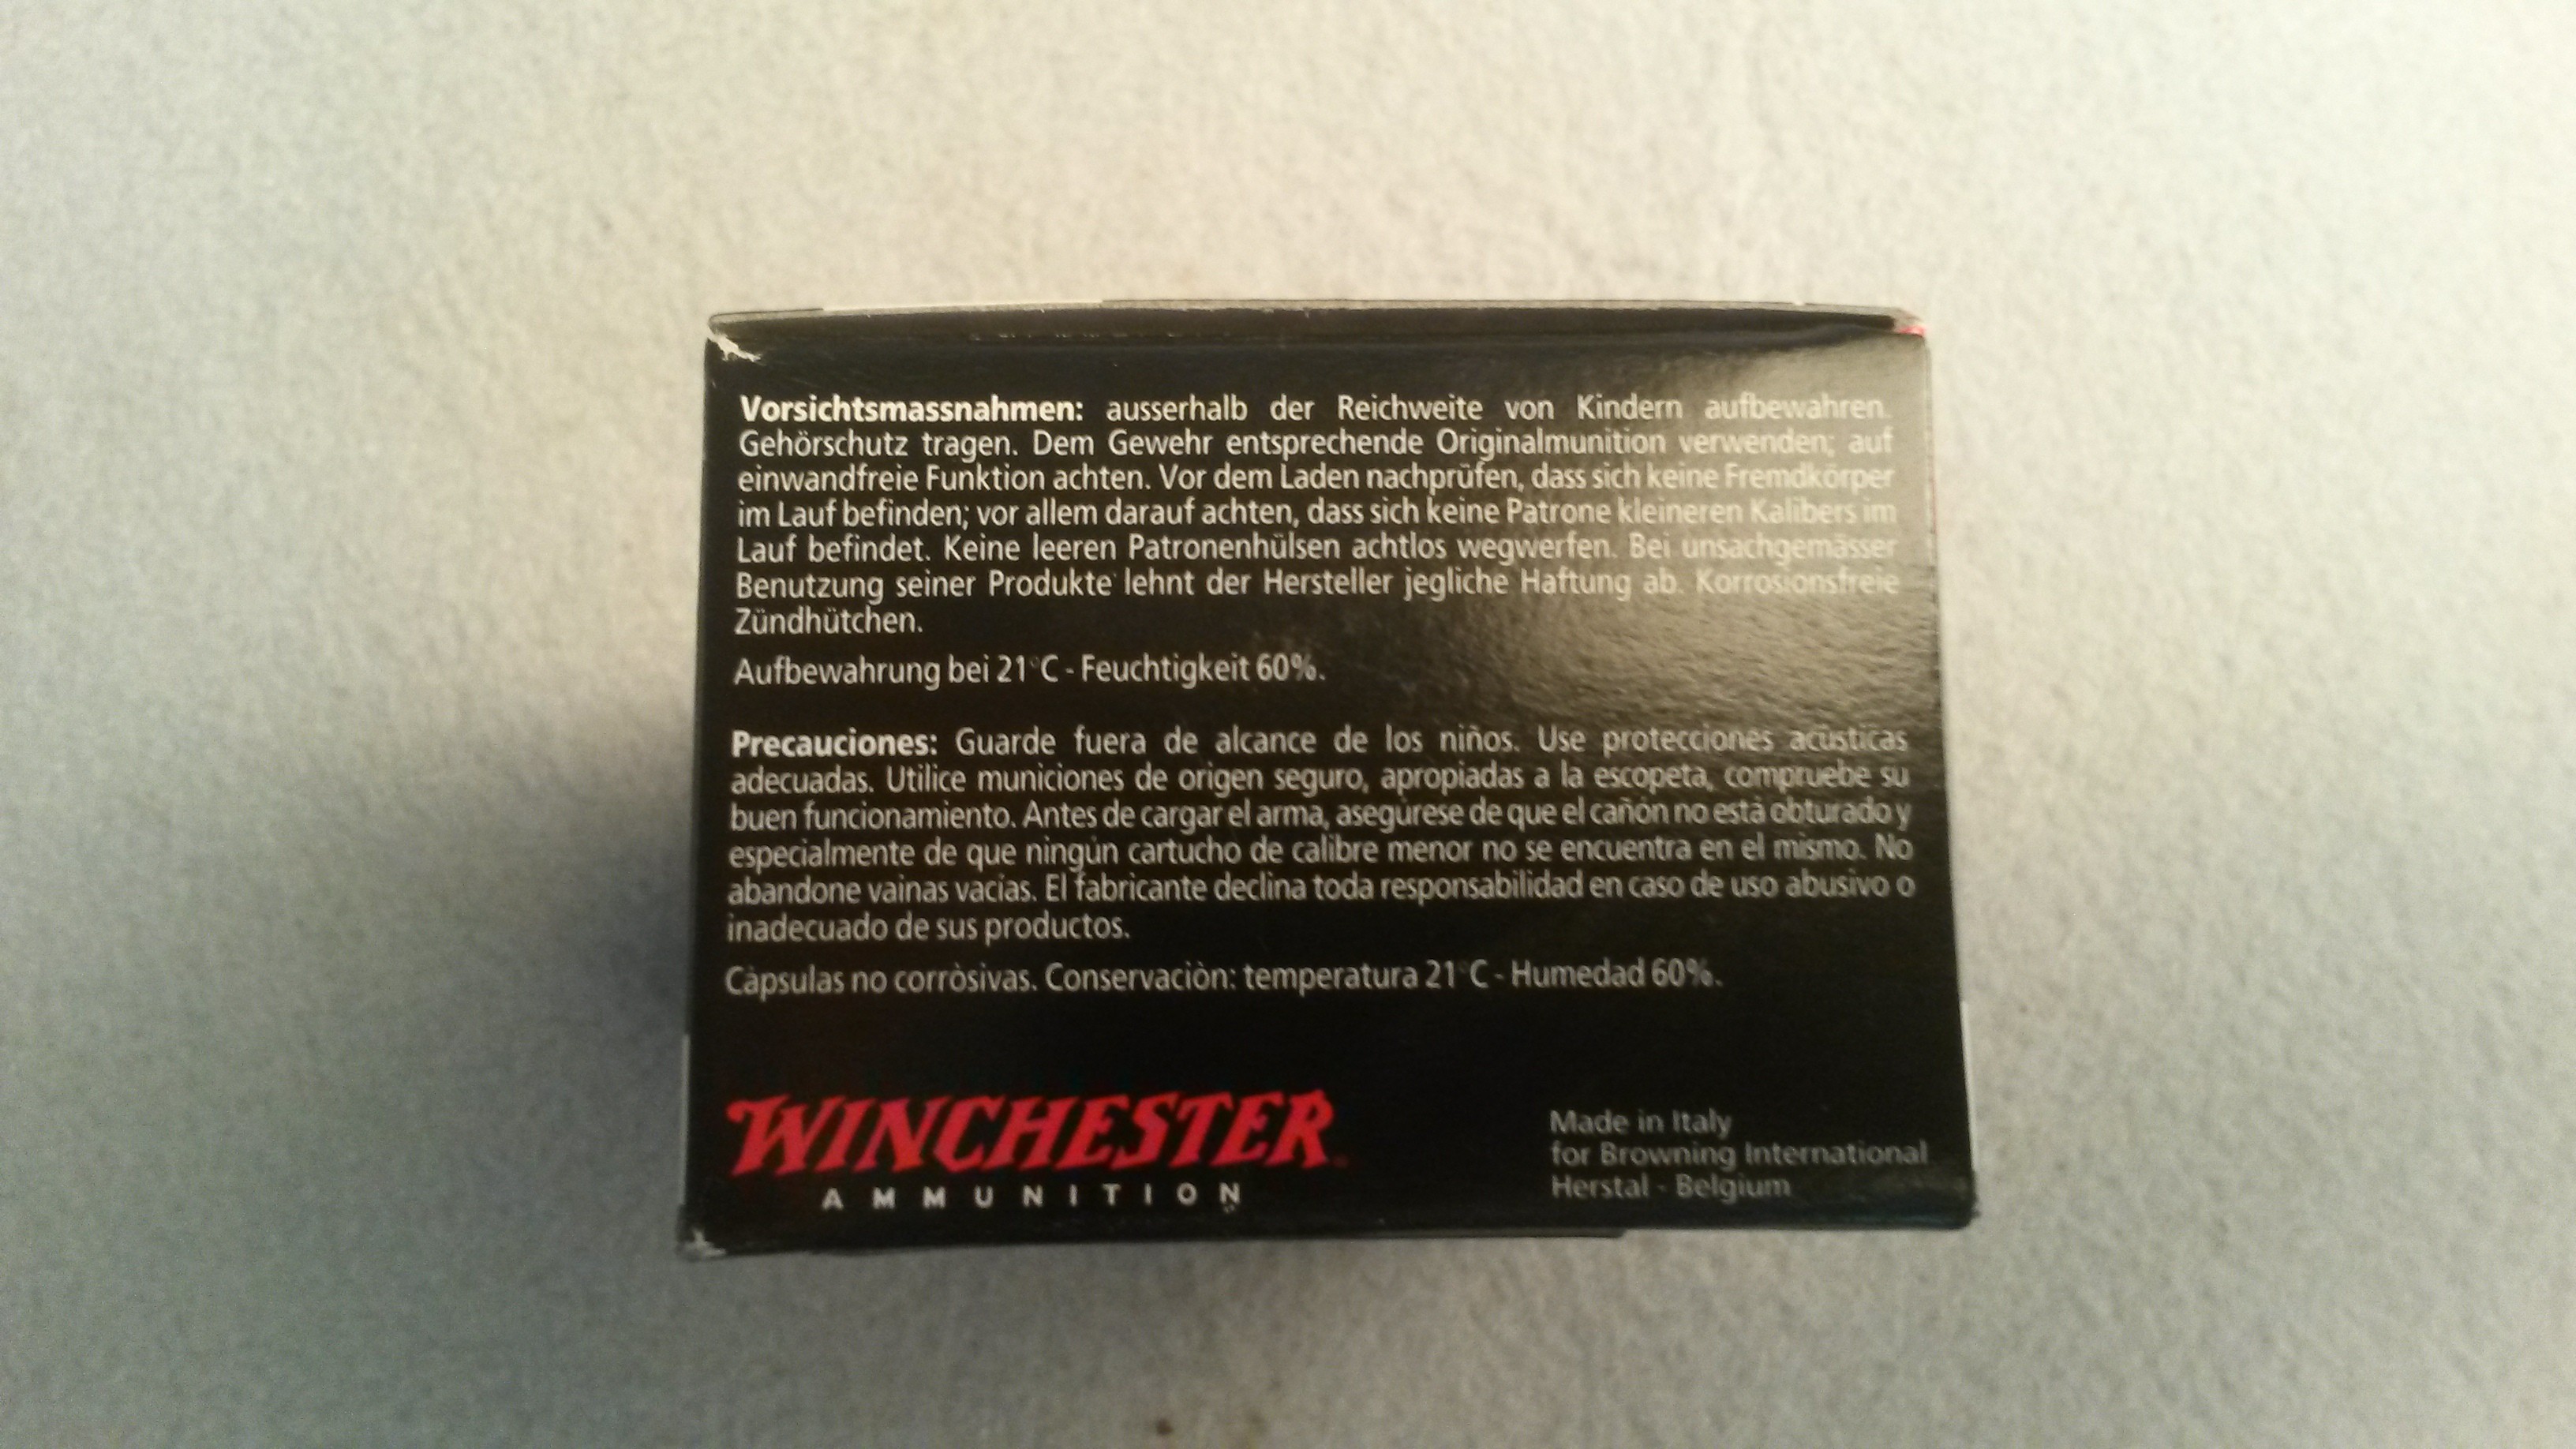 Vorsichtsmassnahmen: ausserhalb der Reichweite von Kindern aufbewahren.
Gehörschutz tragen. Dem Gewehr entsprechende Originalmunition verwenden; auf
einwandfreie Funktion achten. Vor dem Laden nachprüfen, dass sich keine Fremdkörper
im Lauf befinden; vor allem darauf achten, dass sich keine Patrone kleineren Kalibers im
Lauf befindet. Keine leeren Patronenhülsen achtlos wegwerfen. Bei unsachgemässer
Benutzung seiner Produkte lehnt der Hersteller jegliche Haftung ab. Korrosionsfreie
Zündhütchen.
Aufbewahrung bei 21°C - Feuchtigkeit 60%.
Precauciones: Guarde fuera de alcance de los niños. Use protecciones acùsticas
adecuadas. Utilice municiones de origen seguro, apropiadas a la escopeta, compruebe su
buen funcionamiento. Antes de cargar el arma, asegùrese de que el cañón no está obturado y
especialmente de que ningùn cartucho de calibre menor no se encuentra en el mismo. No
abandone vainas vacìas. El fabricante declina toda responsabilidad en caso de uso abusivo o
inadecuado de sus productos.
Càpsulas no corròsivas. Conservaciòn: temperatura 21°C - Humedad 60%.
WINCHESTER
AMMUNITION
Made in Italy
for Browning International
Herstal - Belgium